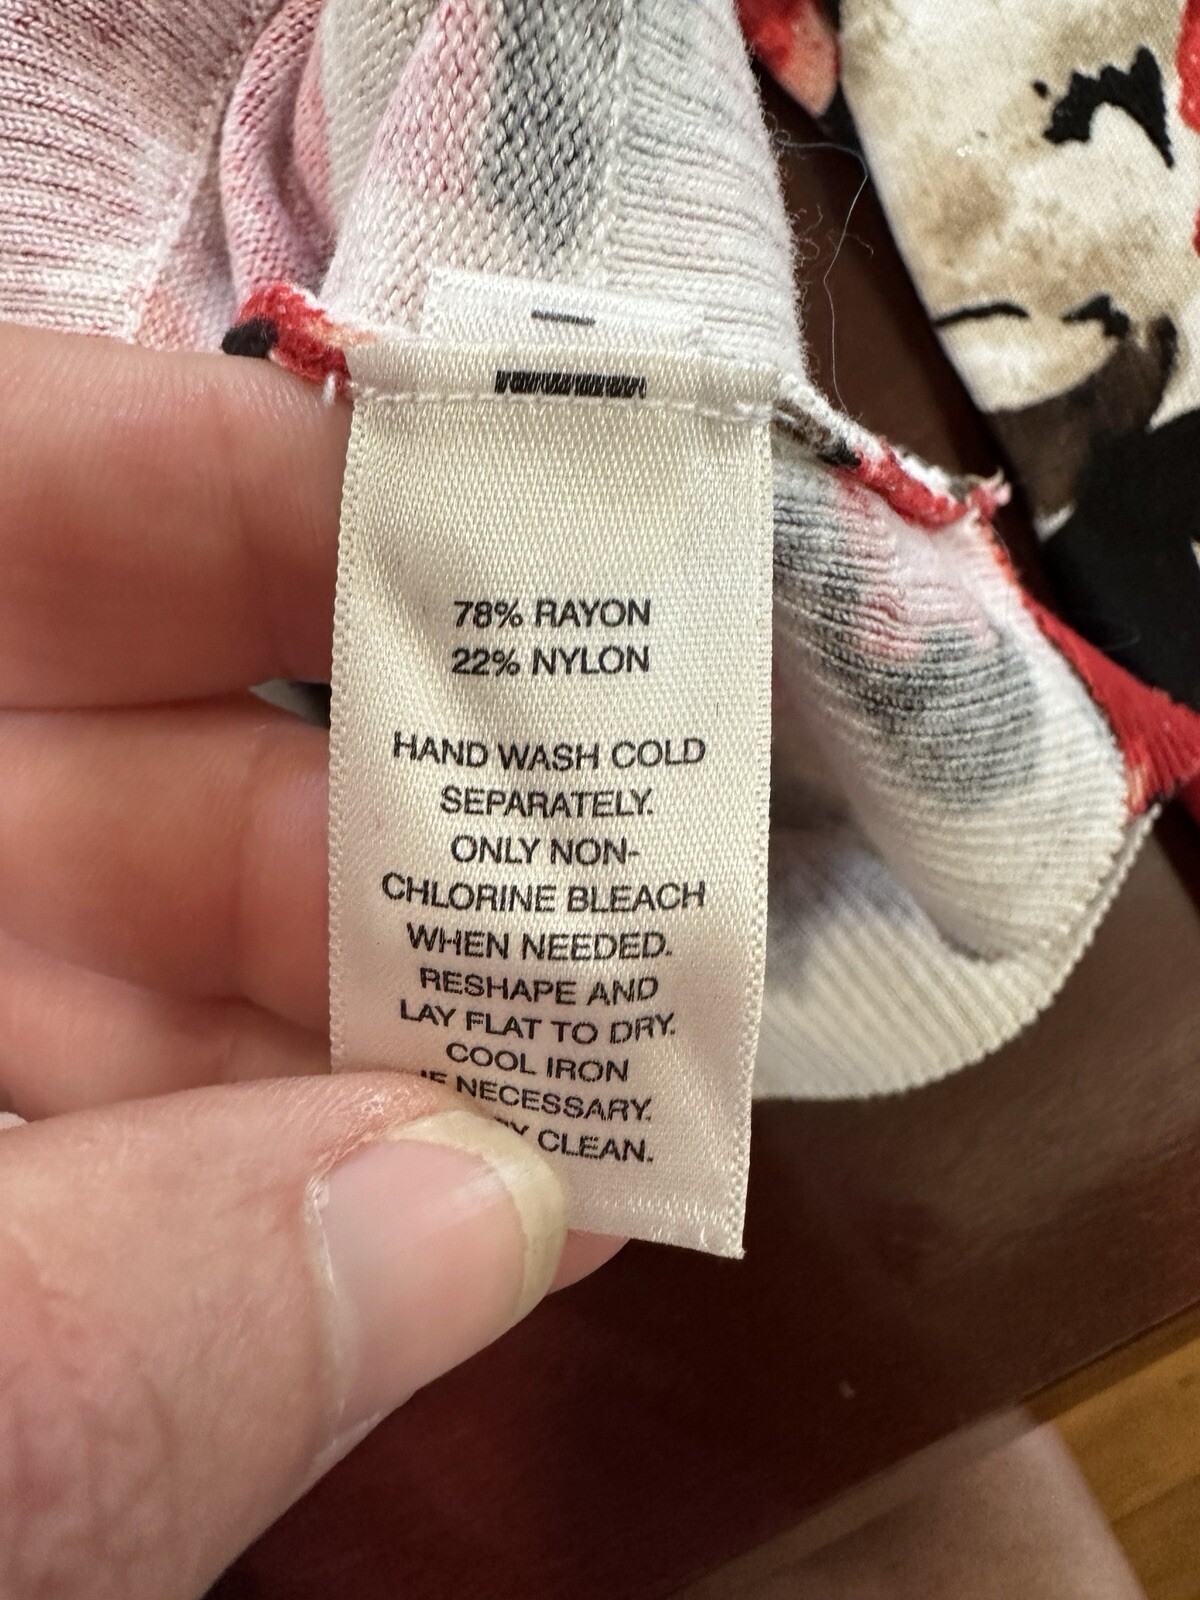 78% RAYON
22% NYLON
HAND WASH COLD
SEPARATELY.
ONLY NON-
CHLORINE BLEACH
WHEN NEEDED.
RESHAPE AND
LAY FLAT TO DRY.
COOL IRON
IF NECESSARY.
CLEAN.